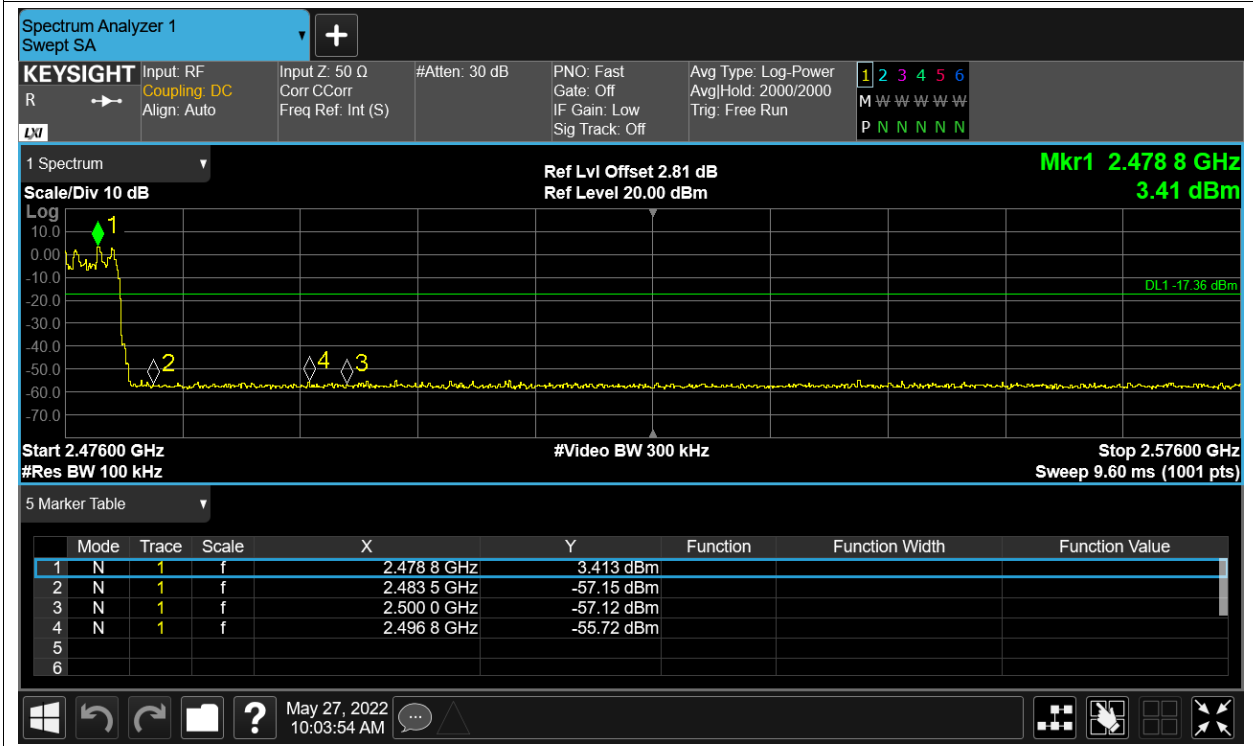 Spectrum Analyzer 1
Swept SA
+
KEYSIGHT Input: RF Input Z: 50 Ω #Atten: 30 dB PNO: Fast Avg Type: Log-Power 1 2 3 4 5 6
R Coupling: DC Corr CCorr Gate: Off Avg|Hold: 2000/2000
Align: Auto Freq Ref: Int (S) IF Gain: Low Trig: Free Run M W W W W W
LXI Sig Track: Off P N N N N N
1 Spectrum Ref Lvl Offset 2.81 dB Mkr1 2.478 8 GHz
Scale/Div 10 dB Ref Level 20.00 dBm 3.41 dBm
Log
10.0 1
0.00
-10.0
DL1 -17.36 dBm
-20.0
-30.0
-40.0
2 4 3
-50.0
-60.0
-70.0
Start 2.47600 GHz #Video BW 300 kHz Stop 2.57600 GHz
#Res BW 100 kHz Sweep 9.60 ms (1001 pts)
5 Marker Table
Mode Trace Scale X Y Function Function Width Function Value
1 N 1 f 2.478 8 GHz 3.413 dBm
2 N 1 f 2.483 5 GHz -57.15 dBm
3 N 1 f 2.500 0 GHz -57.12 dBm
4 N 1 f 2.496 8 GHz -55.72 dBm
5
6
? May 27, 2022
10:03:54 AM